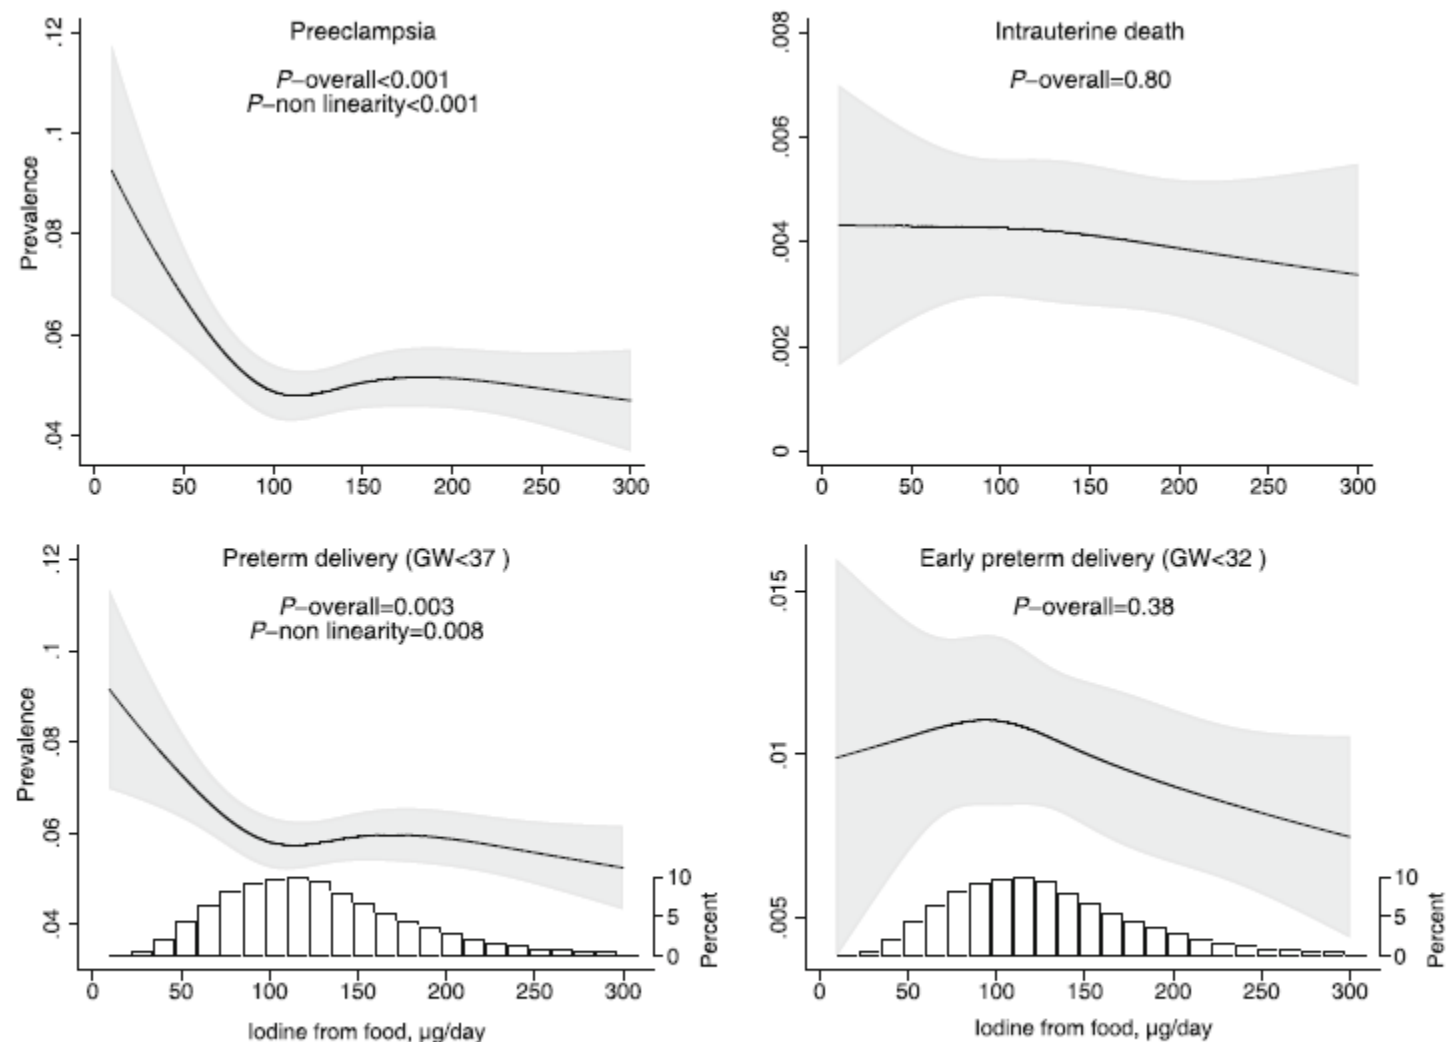 Preeclampsia
P–overall<0.001
P–non linearity<0.001
Prevalence
.12
.1
.08
.06
.04
0 50 100 150 200 250 300
Intrauterine death
P–overall=0.80
.008
.006
.004
.002
0
0 50 100 150 200 250 300
Preterm delivery (GW<37 )
P–overall=0.003
P–non linearity=0.008
Prevalence
.12
.1
.08
.06
.04
10
5
0
Percent
0 50 100 150 200 250 300
Iodine from food, µg/day
Early preterm delivery (GW<32 )
P–overall=0.38
.015
.01
.005
10
5
0
Percent
0 50 100 150 200 250 300
Iodine from food, µg/day